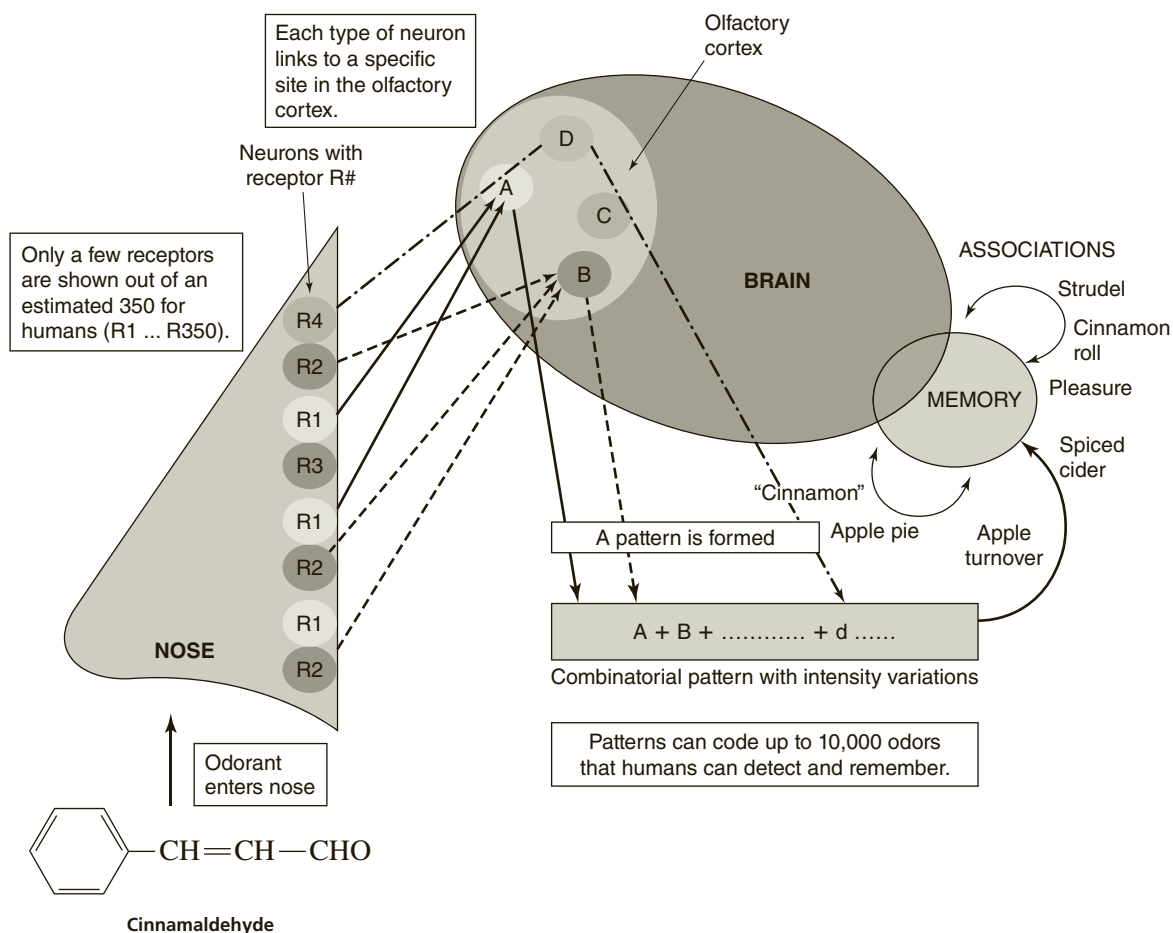 Each type of neuron
links to a specific
site in the olfactory
cortex.
Olfactory
cortex
Neurons with
receptor R#
Only a few receptors
are shown out of an
estimated 350 for
humans (R1 ... R350).
D
A
C
B
BRAIN
R4
R2
R1
R3
R1
R2
R1
R2
NOSE
ASSOCIATIONS
Strudel
Cinnamon
roll
MEMORY
Pleasure
Spiced
cider
“Cinnamon”
Apple pie
Apple
turnover
A pattern is formed
A + B + ............ + d ......
Combinatorial pattern with intensity variations
Patterns can code up to 10,000 odors
that humans can detect and remember.
Odorant
enters nose
CH=CH—CHO
Cinnamaldehyde